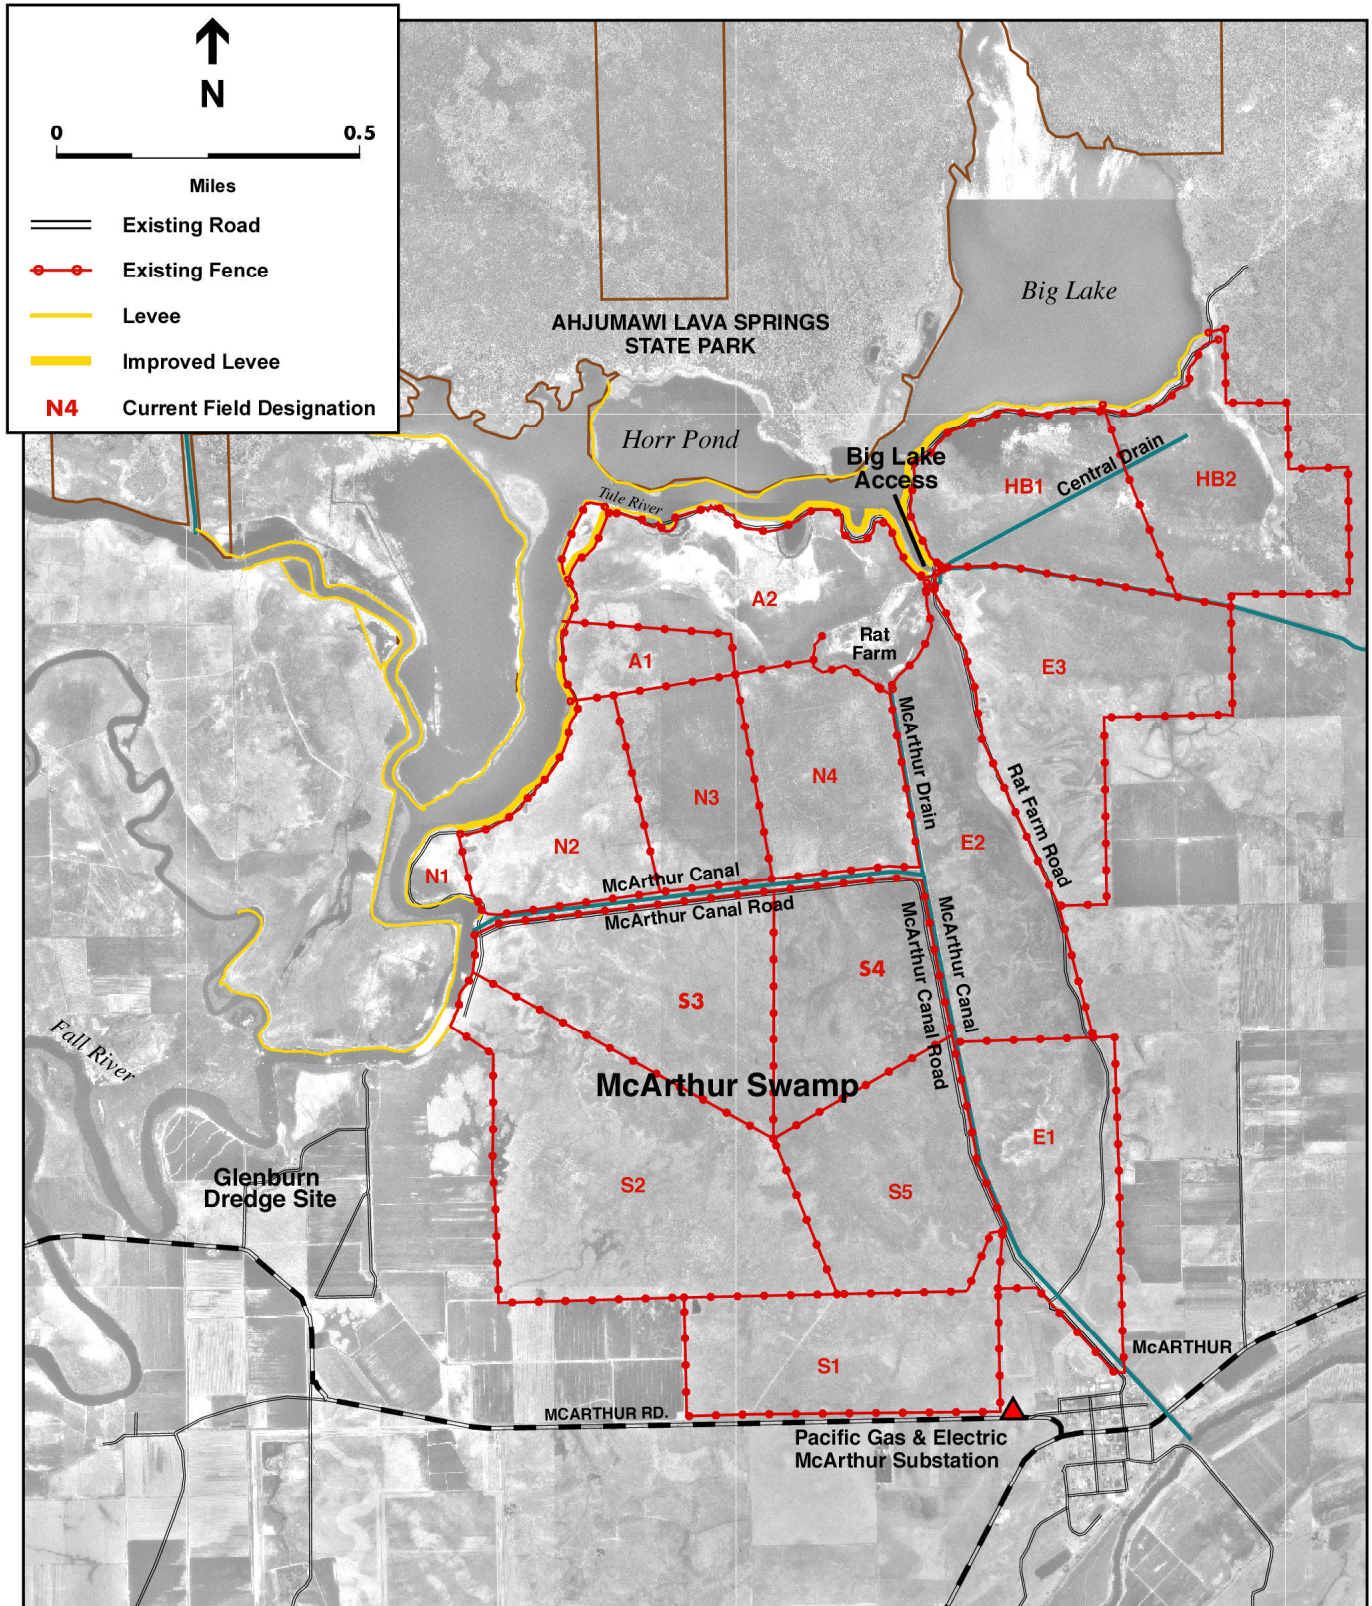 N
0 0.5
Miles
Existing Road
Existing Fence
Levee
Improved Levee
N4 Current Field Designation
Big Lake
AHJUMAWI LAVA SPRINGS
STATE PARK
Horr Pond
Big Lake
Access
Central Drain
HB1
HB2
Tule River
A2
Rat
Farm
A1
E3
McArthur Drain
N4
N3
Rat Farm Road
N2
E2
N1
McArthur Canal
McArthur Canal Road
McArthur Canal
McArthur Canal Road
S4
S3
Fall River
McArthur Swamp
E1
Glenburn
Dredge Site
S2
S5
McARTHUR
S1
MCARTHUR RD.
Pacific Gas & Electric
McArthur Substation